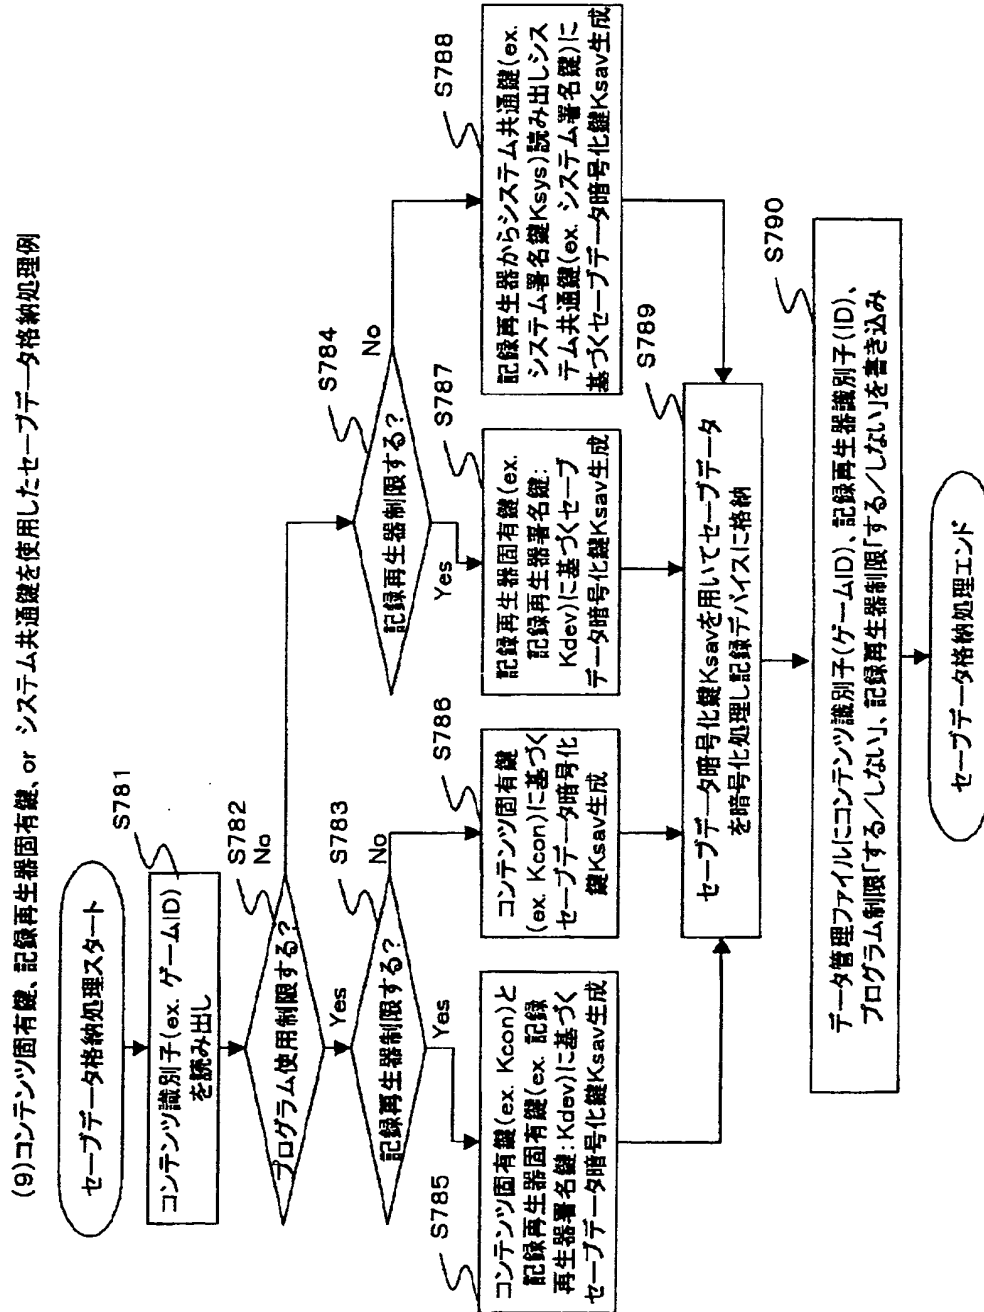 (9)コンテンツ固有鍵、記録再生器固有鍵、or システム共通鍵を使用したセーブデータ格納処理例
セーブデータ格納処理スタート
S781
コンテンツ識別子(ex. ゲームID)
を読み出し
S782
プログラム使用制限する?
No
Yes
S783
記録再生器制限する?
No
Yes
S784
記録再生器制限する?
No
Yes
S785
コンテンツ固有鍵(ex. Kcon)と
記録再生器固有鍵(ex. 記録
再生器署名鍵:Kdev)に基づく
セーブデータ暗号化鍵Ksav生成
S786
コンテンツ固有鍵
(ex. Kcon)に基づく
セーブデータ暗号化
鍵Ksav生成
S787
記録再生器固有鍵(ex.
記録再生器署名鍵:
Kdev)に基づくセーブ
データ暗号化鍵Ksav生成
S788
記録再生器からシステム共通鍵(ex.
システム署名鍵Ksys)読み出しシス
テム共通鍵(ex. システム署名鍵)に
基づくセーブデータ暗号化鍵Ksav生成
S789
セーブデータ暗号化鍵Ksavを用いてセーブデータ
を暗号化処理し記録デバイスに格納
S790
データ管理ファイルにコンテンツ識別子(ゲームID)、記録再生器識別子(ID)、
プログラム制限「する/しない」、記録再生器制限「する/しない」を書き込み
セーブデータ格納処理エンド